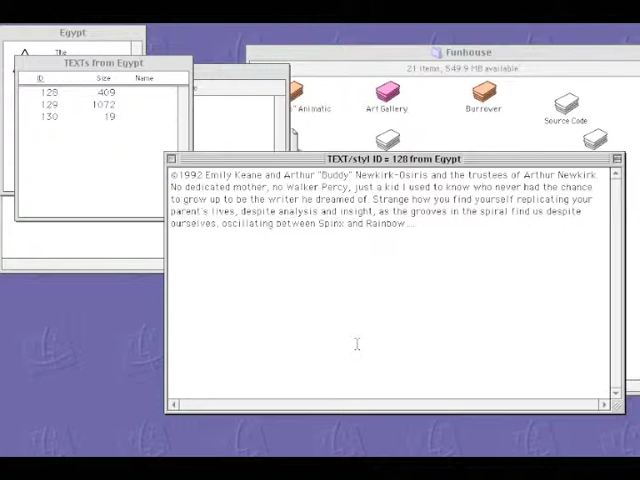 Egypt
The
TEXTs from Egypt
ID Size Name
128 409
129 1072
130 19
Funhouse
21 items, 549.9 MB available
" Animatic
Art Gallery
Burrower
Source Code
TEXT/styl ID = 128 from Egypt
©1992 Emily Keane and Arthur "Buddy" Newkirk-Osiris and the trustees of Arthur Newkirk
No dedicated mother, no Walker Percy, just a kid I used to know who never had the chance
to grow up to be the writer he dreamed of. Strange how you find yourself replicating your
parent's lives, despite analysis and insight, as the grooves in the spiral find us despite
ourselves, oscillating between Spinx and Rainbow...